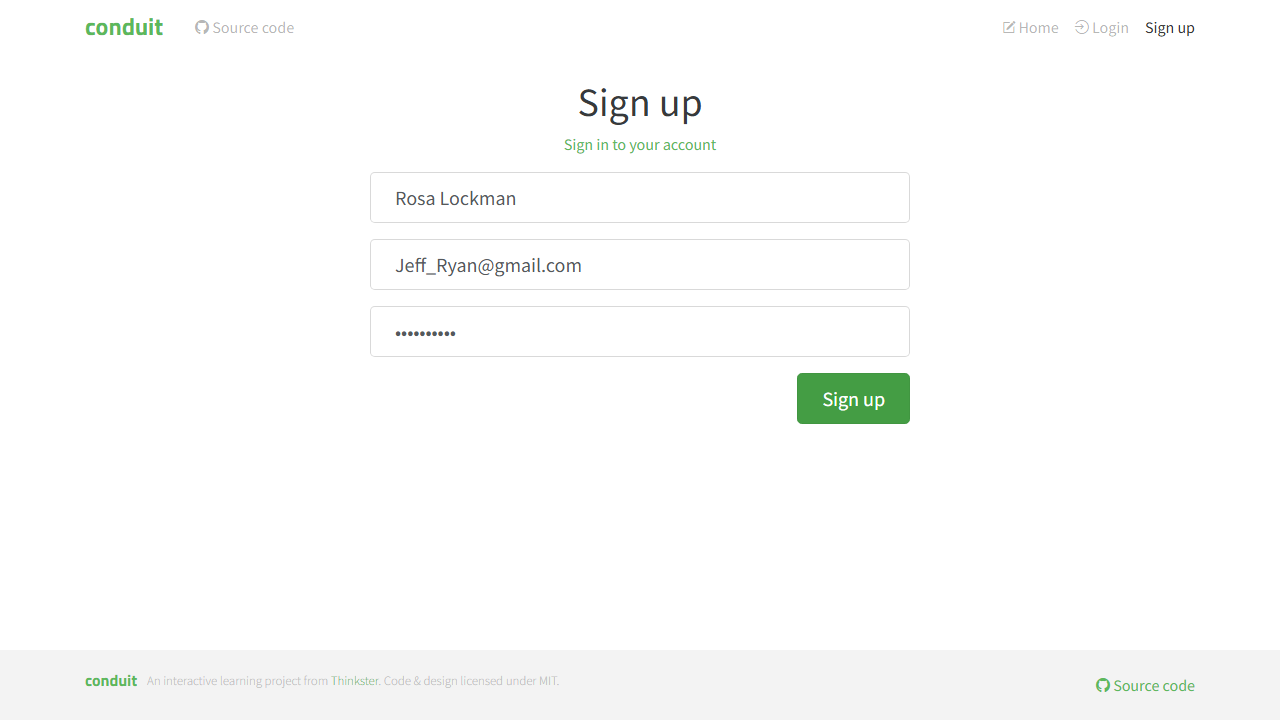 conduit Source code Home Login Sign up
Sign up
Sign in to your account
Rosa Lockman
Jeff_Ryan@gmail.com
••••••••••
Sign up
conduit An interactive learning project from Thinkster. Code & design licensed under MIT. Source code